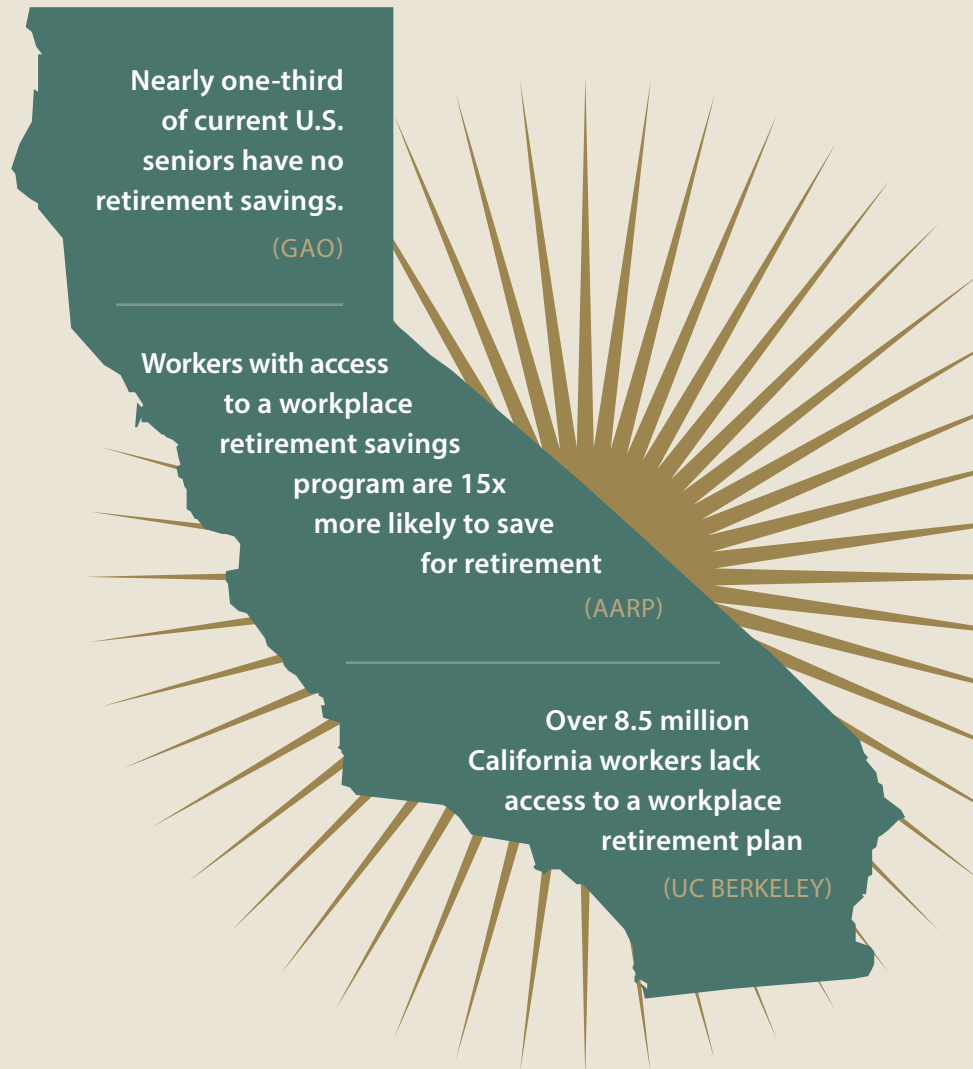 Nearly one-third
of current U.S.
seniors have no
retirement savings.
(GAO)
Workers with access
to a workplace
retirement savings
program are 15x
more likely to save
for retirement
(AARP)
Over 8.5 million
California workers lack
access to a workplace
retirement plan
(UC BERKELEY)